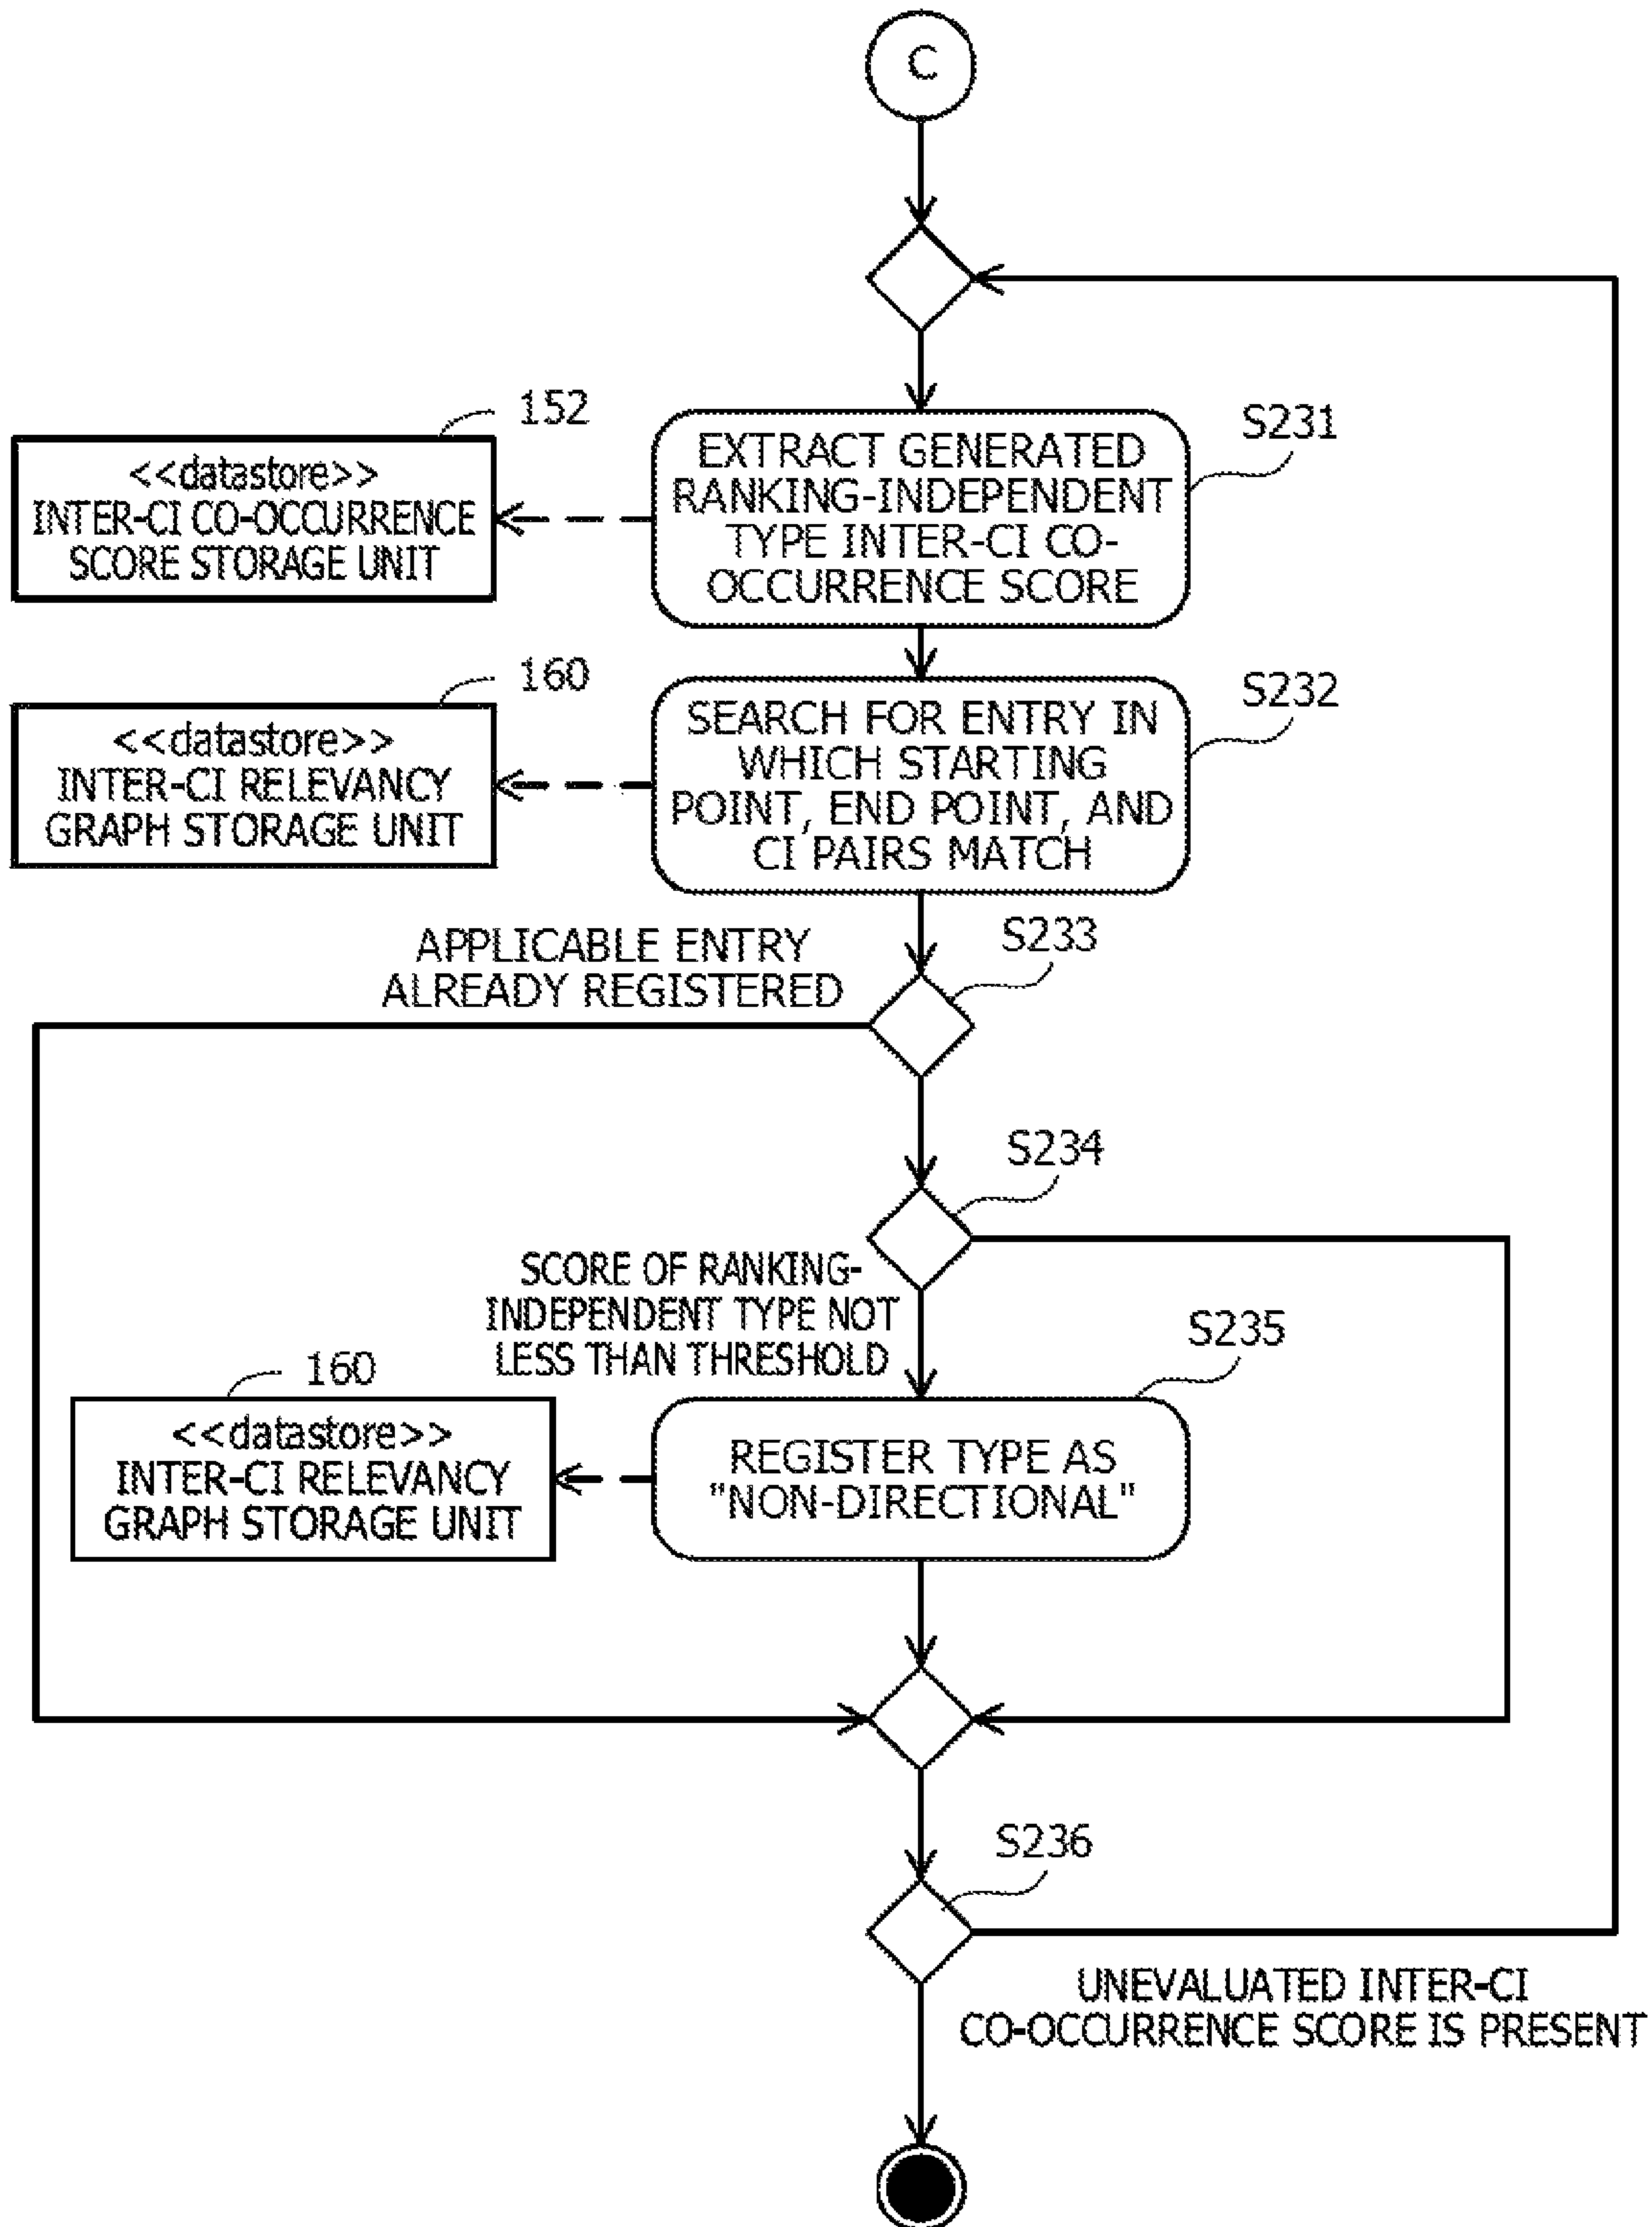 C
152
<<datastore>>
INTER-CI CO-OCCURRENCE
SCORE STORAGE UNIT
S231
EXTRACT GENERATED
RANKING-INDEPENDENT
TYPE INTER-CI CO-
OCCURRENCE SCORE
160
<<datastore>>
INTER-CI RELEVANCY
GRAPH STORAGE UNIT
S232
SEARCH FOR ENTRY IN
WHICH STARTING
POINT, END POINT, AND
CI PAIRS MATCH
S233
APPLICABLE ENTRY
ALREADY REGISTERED
S234
SCORE OF RANKING-
INDEPENDENT TYPE NOT
LESS THAN THRESHOLD
S235
160
<<datastore>>
INTER-CI RELEVANCY
GRAPH STORAGE UNIT
REGISTER TYPE AS
"NON-DIRECTIONAL"
S236
UNEVALUATED INTER-CI
CO-OCCURRENCE SCORE IS PRESENT